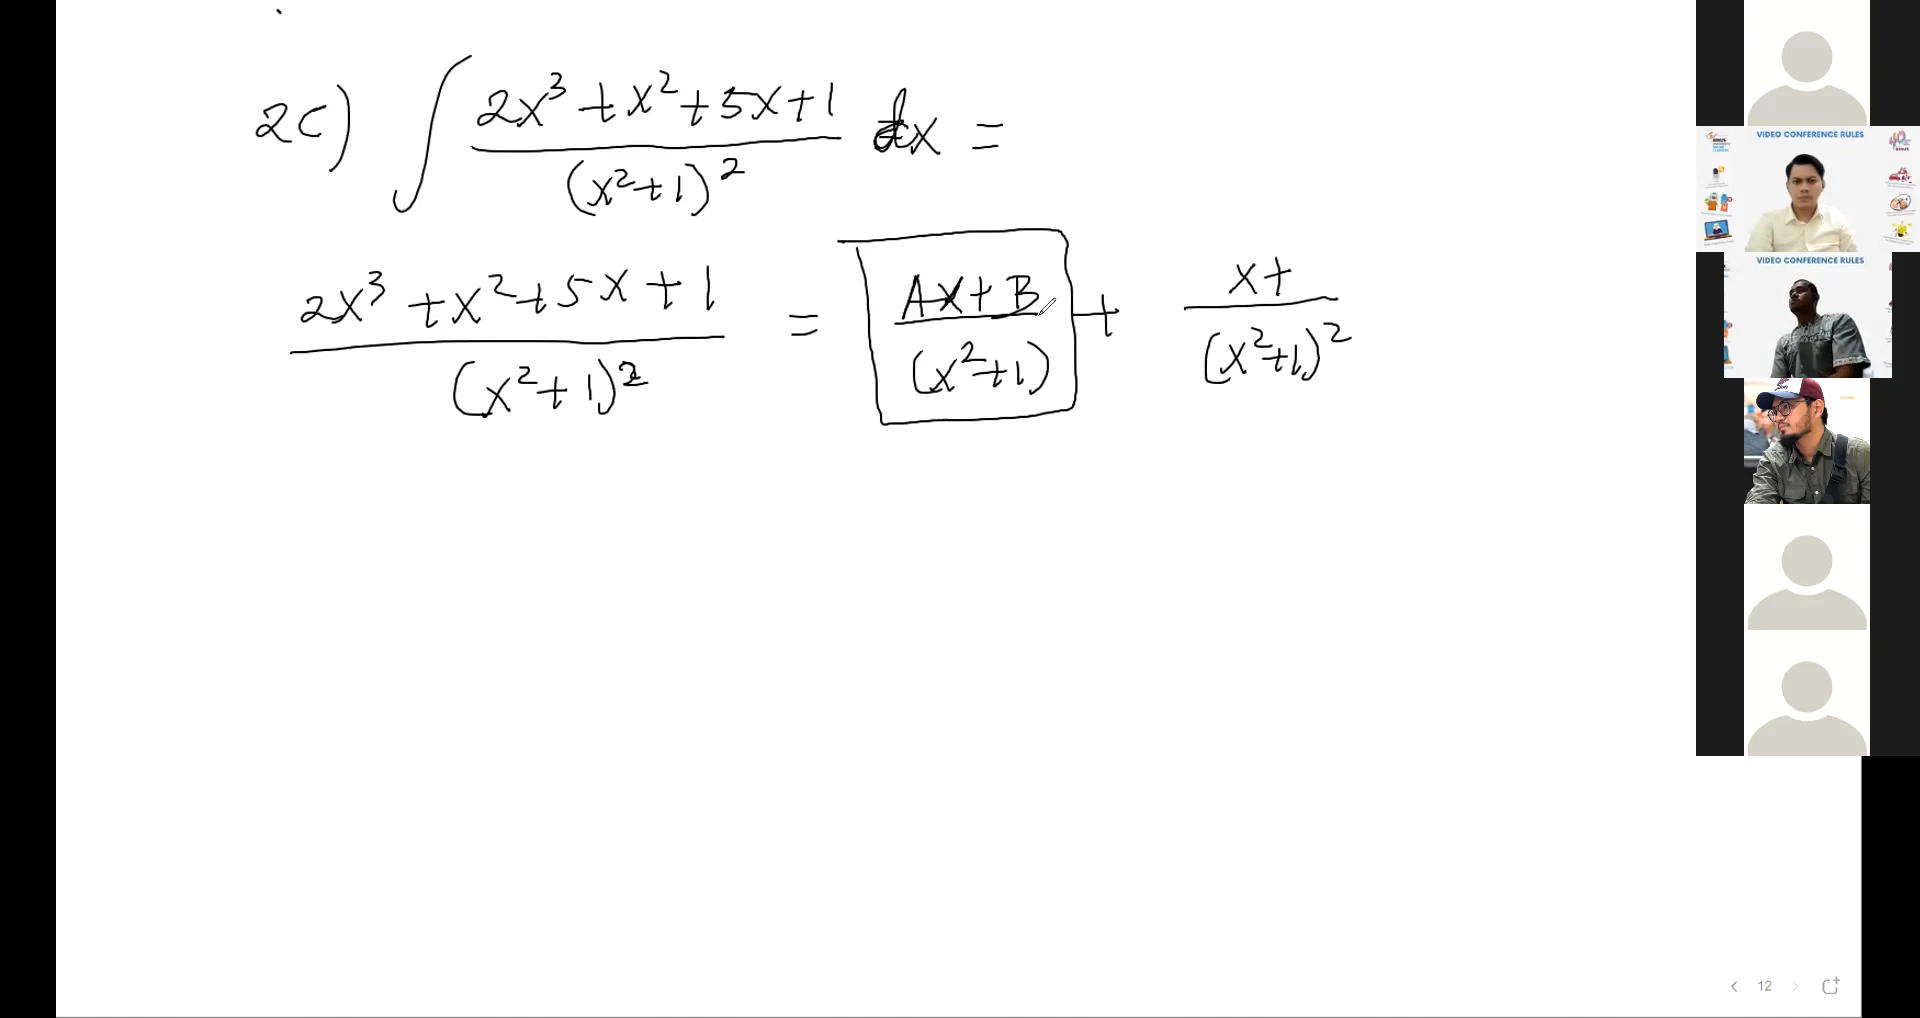 2c) ∫ (2x³ + x² + 5x + 1)/(x² + 1)² dx =
(2x³ + x² + 5x + 1)/(x² + 1)² = (Ax + B)/(x² + 1) + (x +)/(x² + 1)²
VIDEO CONFERENCE RULES
VIDEO CONFERENCE RULES
12